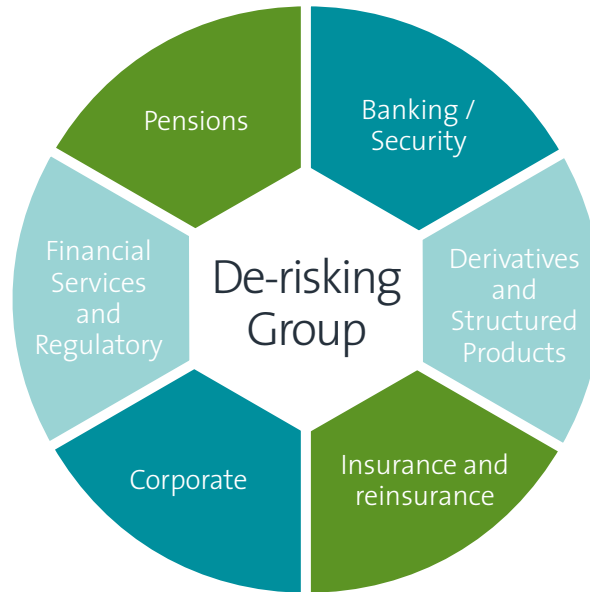 Pensions
Banking /
Security
Financial
Services
and
Regulatory
De-risking
Group
Derivatives
and
Structured
Products
Corporate
Insurance and
reinsurance